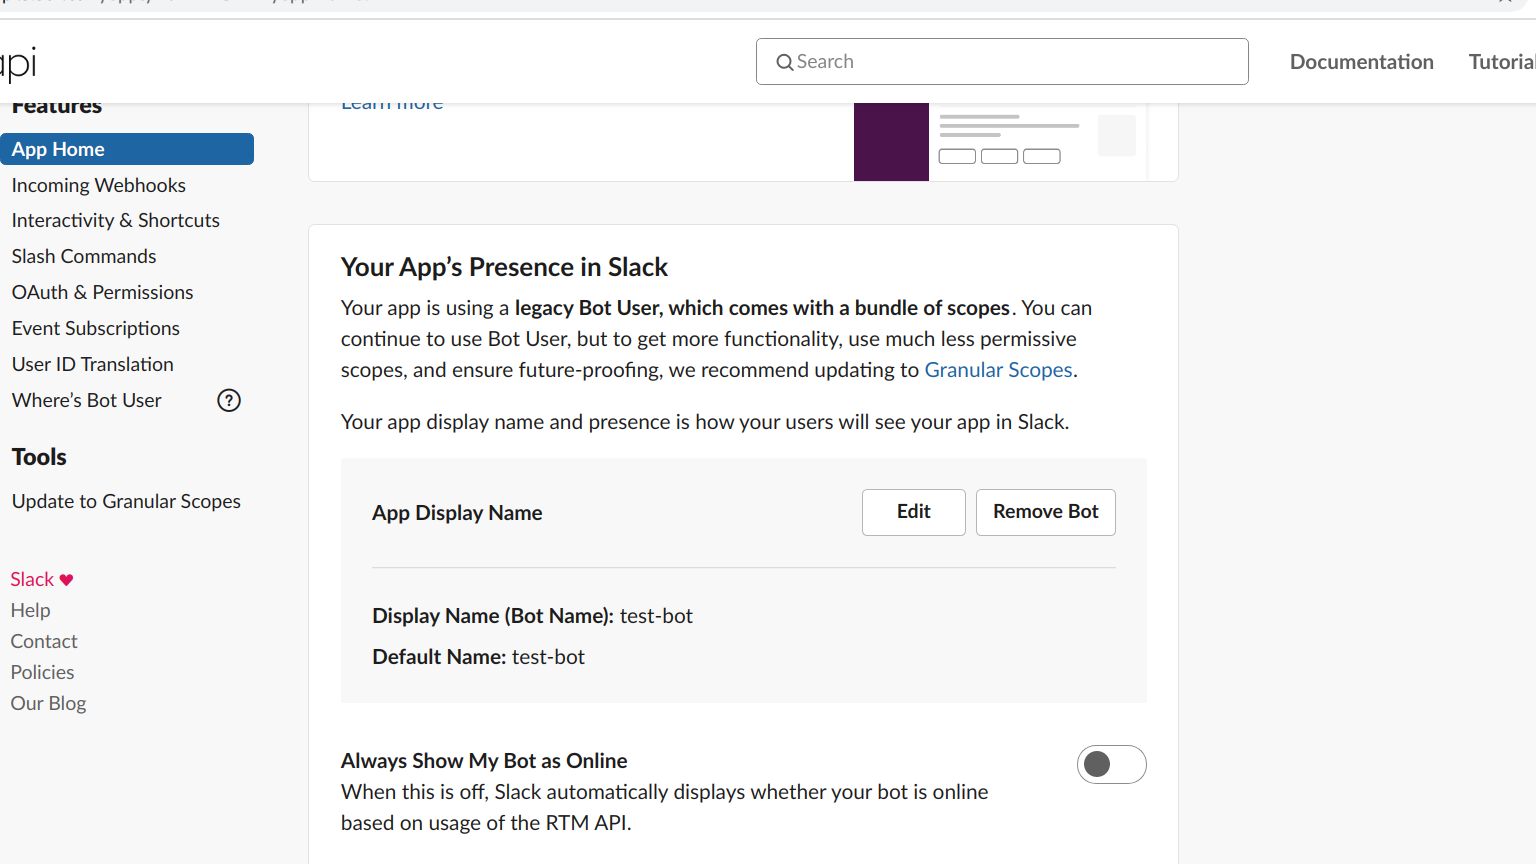 api
Search
Documentation
Tutorial
Features
App Home
Incoming Webhooks
Interactivity & Shortcuts
Slash Commands
OAuth & Permissions
Event Subscriptions
User ID Translation
Where’s Bot User
?
Tools
Update to Granular Scopes
Slack
Help
Contact
Policies
Our Blog
Learn more
Your App’s Presence in Slack
Your app is using a legacy Bot User, which comes with a bundle of scopes. You can
continue to use Bot User, but to get more functionality, use much less permissive
scopes, and ensure future-proofing, we recommend updating to Granular Scopes.
Your app display name and presence is how your users will see your app in Slack.
App Display Name
Edit
Remove Bot
Display Name (Bot Name): test-bot
Default Name: test-bot
Always Show My Bot as Online
When this is off, Slack automatically displays whether your bot is online
based on usage of the RTM API.